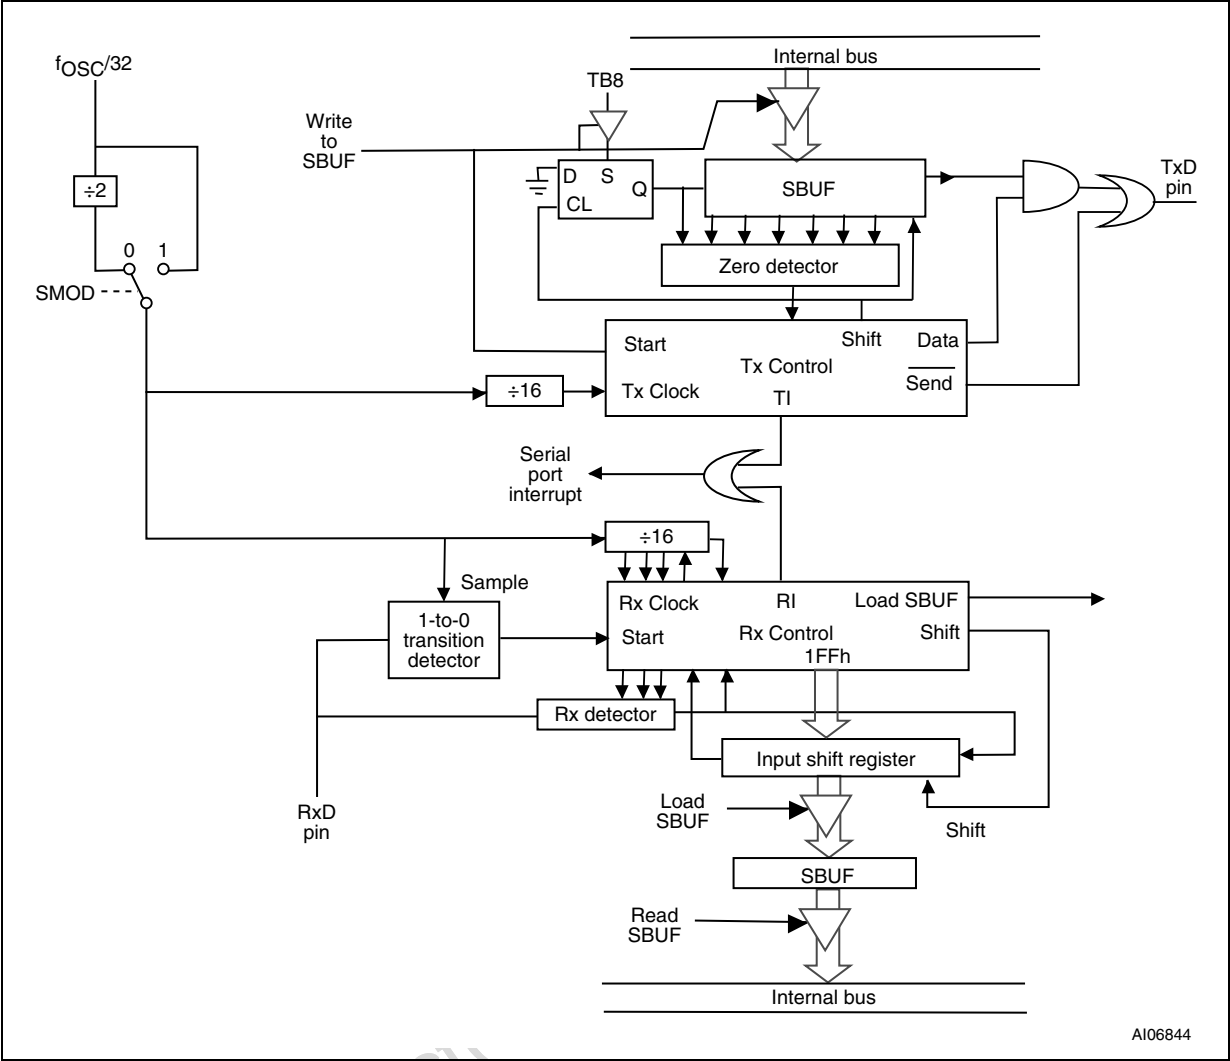 fOSC/32
Internal bus
TB8
Write
to
SBUF
÷2
D S
Q
CL
SBUF
TxD
pin
0 1
SMOD
Zero detector
Start
Shift
Data
Tx Control
Send
÷16
Tx Clock
TI
Serial
port
interrupt
÷16
Sample
1-to-0
transition
detector
Rx Clock
RI
Load SBUF
Start
Rx Control
Shift
1FFh
Rx detector
Input shift register
RxD
pin
Load
SBUF
Shift
SBUF
Read
SBUF
Internal bus
AI06844